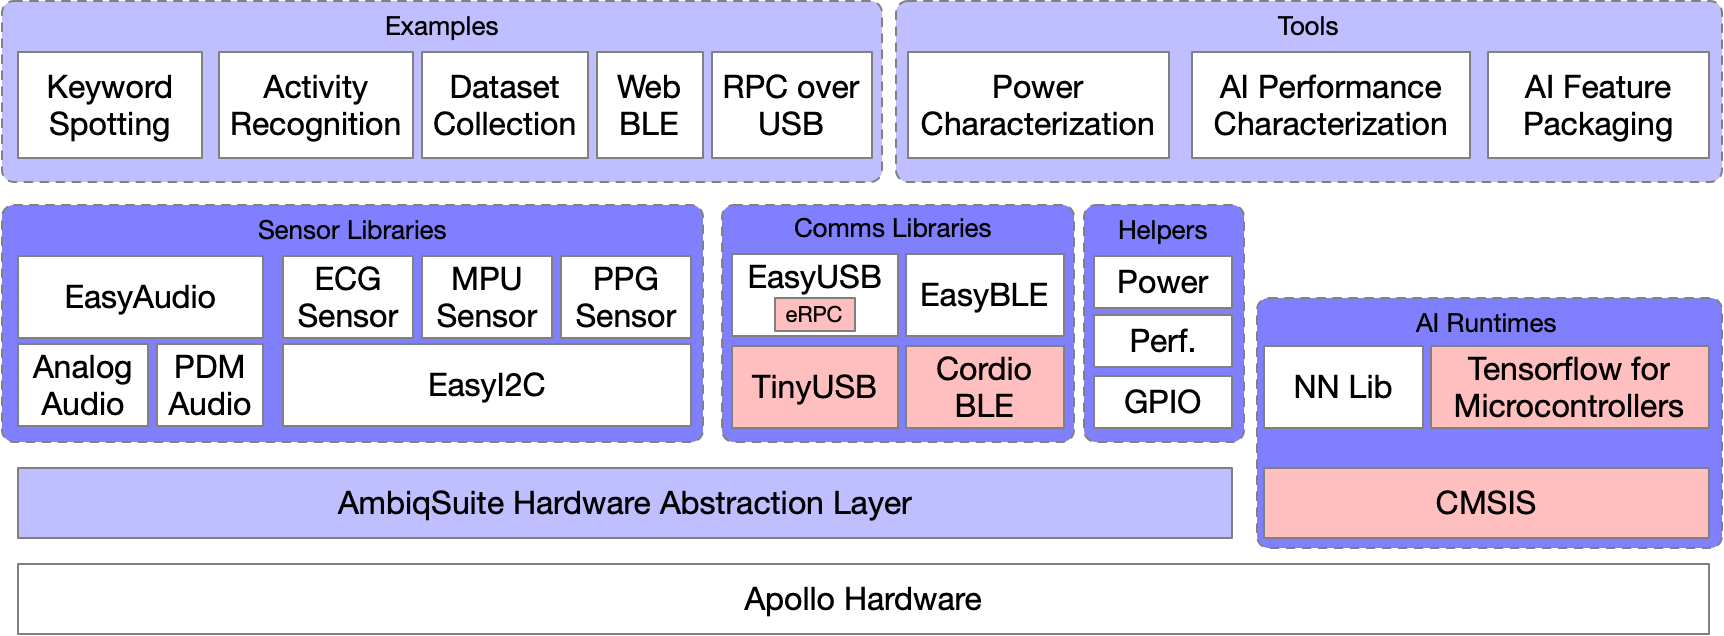 Examples
Keyword
Spotting
Activity
Recognition
Dataset
Collection
Web
BLE
RPC over
USB
Tools
Power
Characterization
AI Performance
Characterization
AI Feature
Packaging
Sensor Libraries
EasyAudio
ECG
Sensor
MPU
Sensor
PPG
Sensor
Analog
Audio
PDM
Audio
EasyI2C
Comms Libraries
EasyUSB
eRPC
EasyBLE
TinyUSB
Cordio
BLE
Helpers
Power
Perf.
GPIO
AI Runtimes
NN Lib
Tensorflow for
Microcontrollers
CMSIS
AmbiqSuite Hardware Abstraction Layer
Apollo Hardware